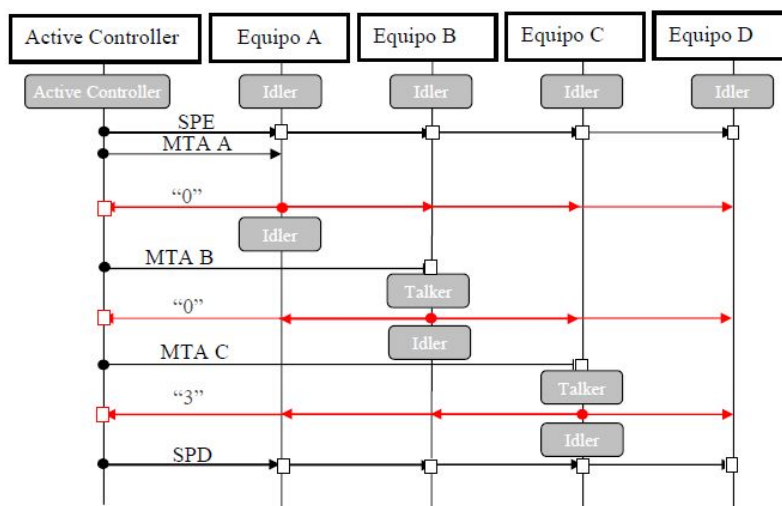 Active Controller Equipo A Equipo B Equipo C Equipo D
Active Controller Idler Idler Idler Idler
SPE
MTA A
“0”
Idler
MTA B
Talker
“0”
Idler
MTA C
Talker
“3”
Idler
SPD